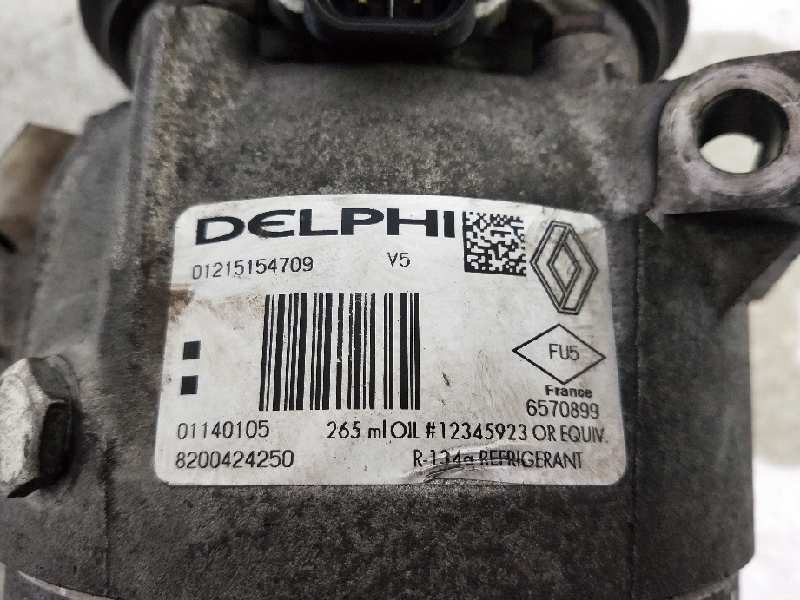 DELPHI
01215154709 V5
FU5
France
6570899
01140105 265 ml OIL #12345923 OR EQUIV.
8200424250 R-134a REFRIGERANT